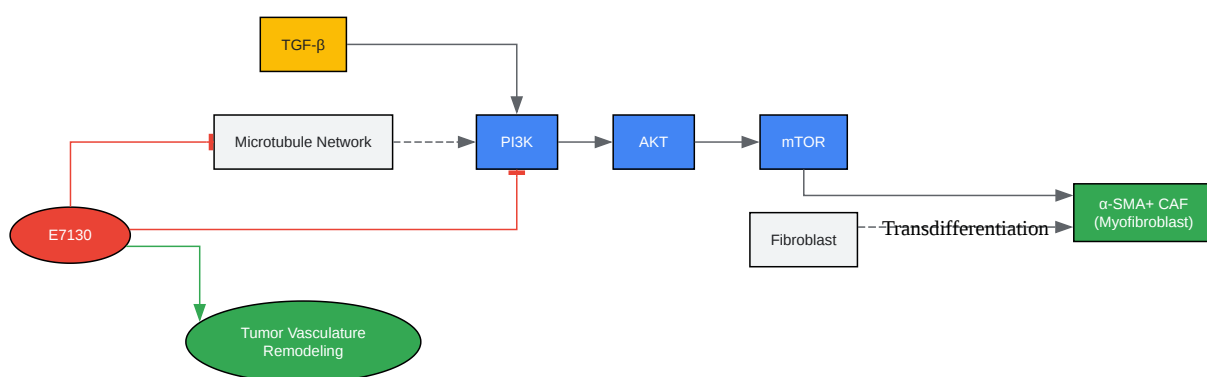 TGF-β
Microtubule Network
PI3K
AKT
mTOR
α-SMA+ CAF
(Myofibroblast)
Transdifferentiation
E7130
Fibroblast
Tumor Vasculature
Remodeling